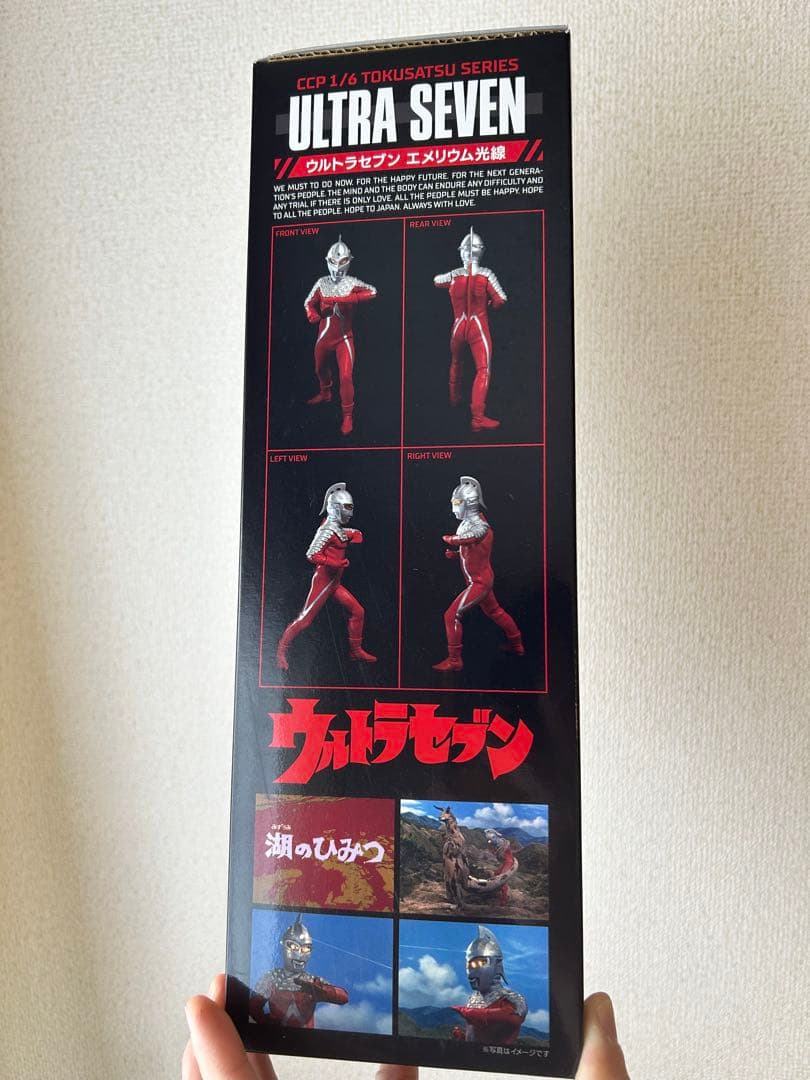 CCP 1/6 TOKUSATSU SERIES
ULTRA SEVEN
ウルトラセブン エメリウム光線
WE MUST TO DO NOW. FOR THE HAPPY FUTURE. FOR THE NEXT GENERA-
TION'S PEOPLE. THE MIND AND THE BODY CAN ENDURE ANY DIFFICULTY AND
ANY TRIAL IF THERE IS ONLY LOVE. ALL THE PEOPLE MUST BE HAPPY. HOPE
TO ALL THE PEOPLE. HOPE TO JAPAN. ALWAYS WITH LOVE.
FRONT VIEW
REAR VIEW
LEFT VIEW
RIGHT VIEW
ウルトラセブン
みずうみ
湖のひみつ
※写真はイメージです